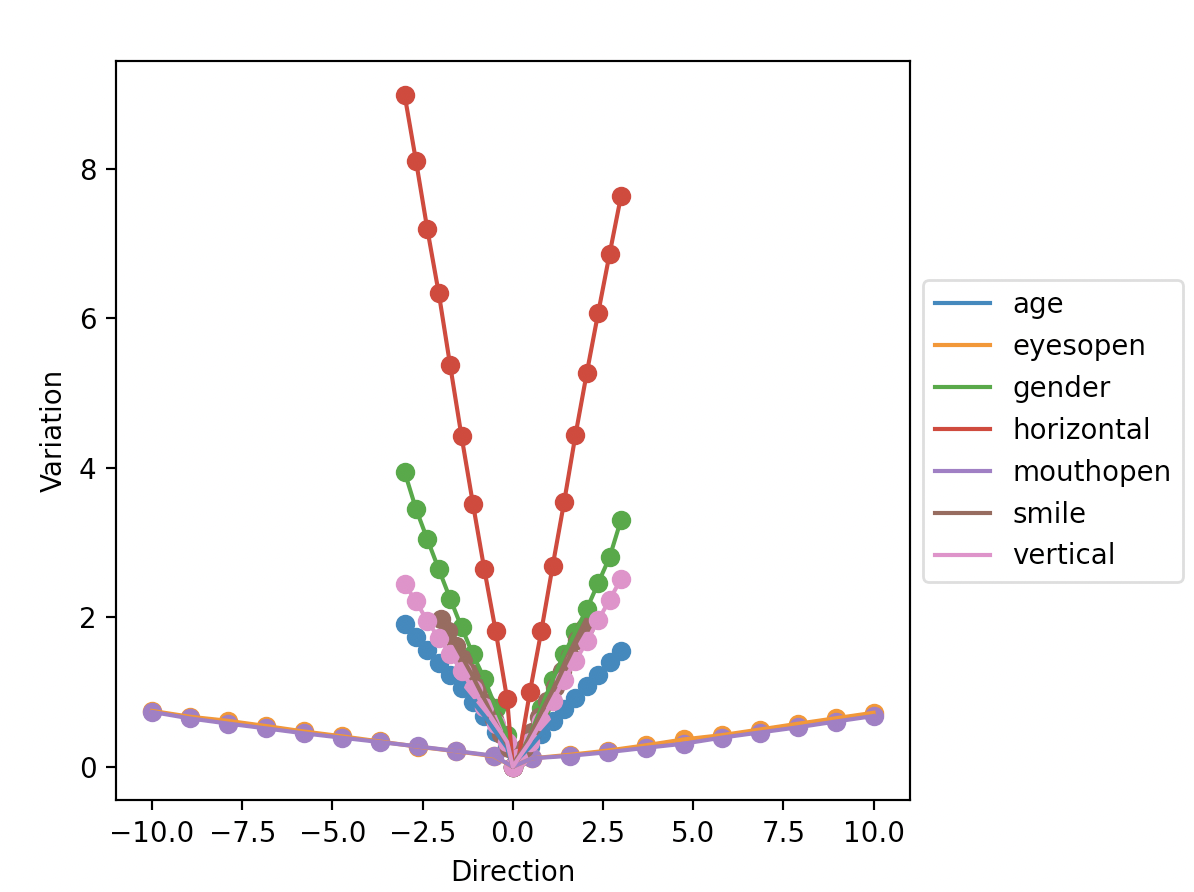 8
6
4
2
0
Variation
−10.0 −7.5 −5.0 −2.5 0.0 2.5 5.0 7.5 10.0
Direction
age
eyesopen
gender
horizontal
mouthopen
smile
vertical